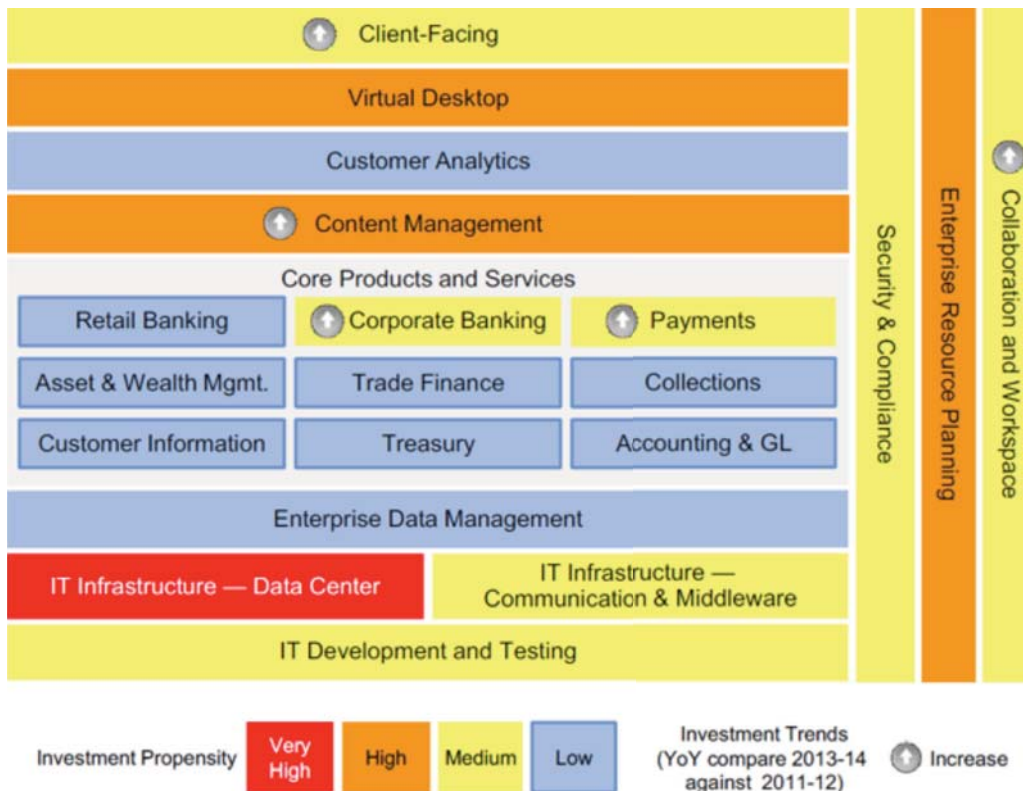 Client-Facing
Virtual Desktop
Customer Analytics
Content Management
Core Products and Services
Retail Banking
Corporate Banking
Payments
Asset & Wealth Mgmt.
Trade Finance
Collections
Customer Information
Treasury
Accounting & GL
Enterprise Data Management
IT Infrastructure — Data Center
IT Infrastructure —
Communication & Middleware
IT Development and Testing
Security & Compliance
Enterprise Resource Planning
Collaboration and Workspace
Investment Propensity
Very
High
High
Medium
Low
Investment Trends
(YoY compare 2013-14
against 2011-12)
Increase